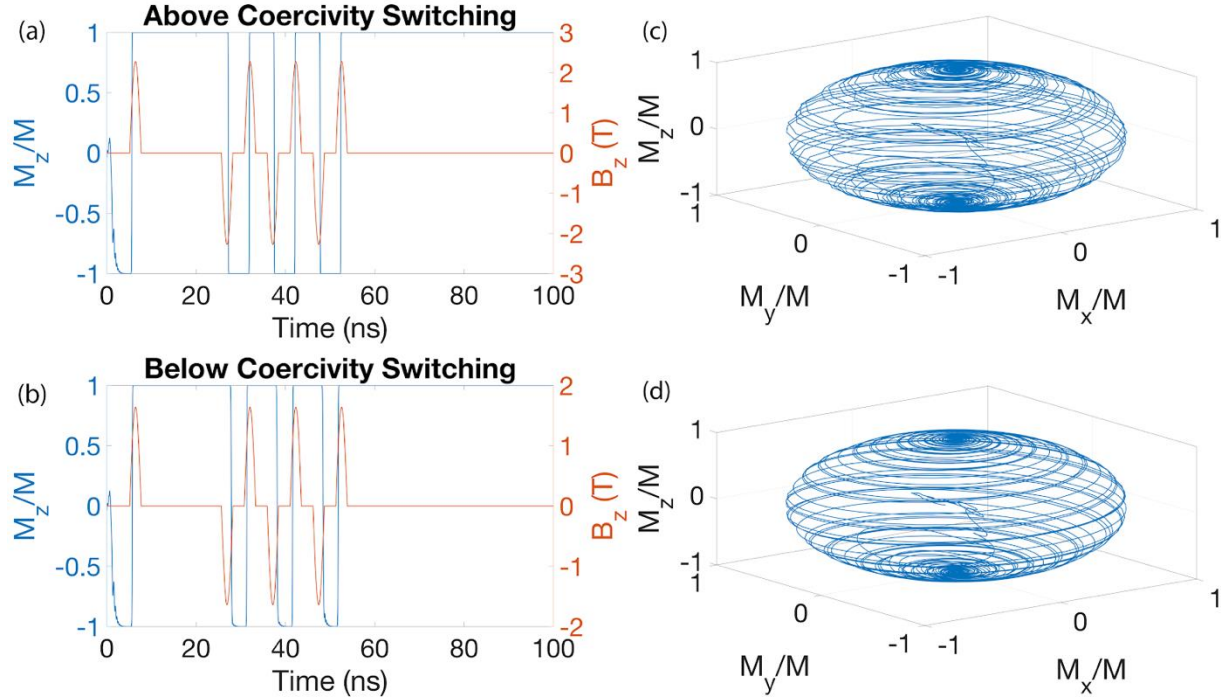 (a)
Above Coercivity Switching
1
0.5
0
-0.5
-1
M_z/M
3
2
1
0
-1
-2
-3
B_z (T)
0 20 40 60 80 100
Time (ns)
(c)
1
0
-1
M_z/M
1
0
-1
M_y/M
-1
0
1
M_x/M
(b)
Below Coercivity Switching
1
0.5
0
-0.5
-1
M_z/M
2
1
0
-1
-2
B_z (T)
0 20 40 60 80 100
Time (ns)
(d)
1
0
-1
M_z/M
1
0
-1
M_y/M
-1
0
1
M_x/M